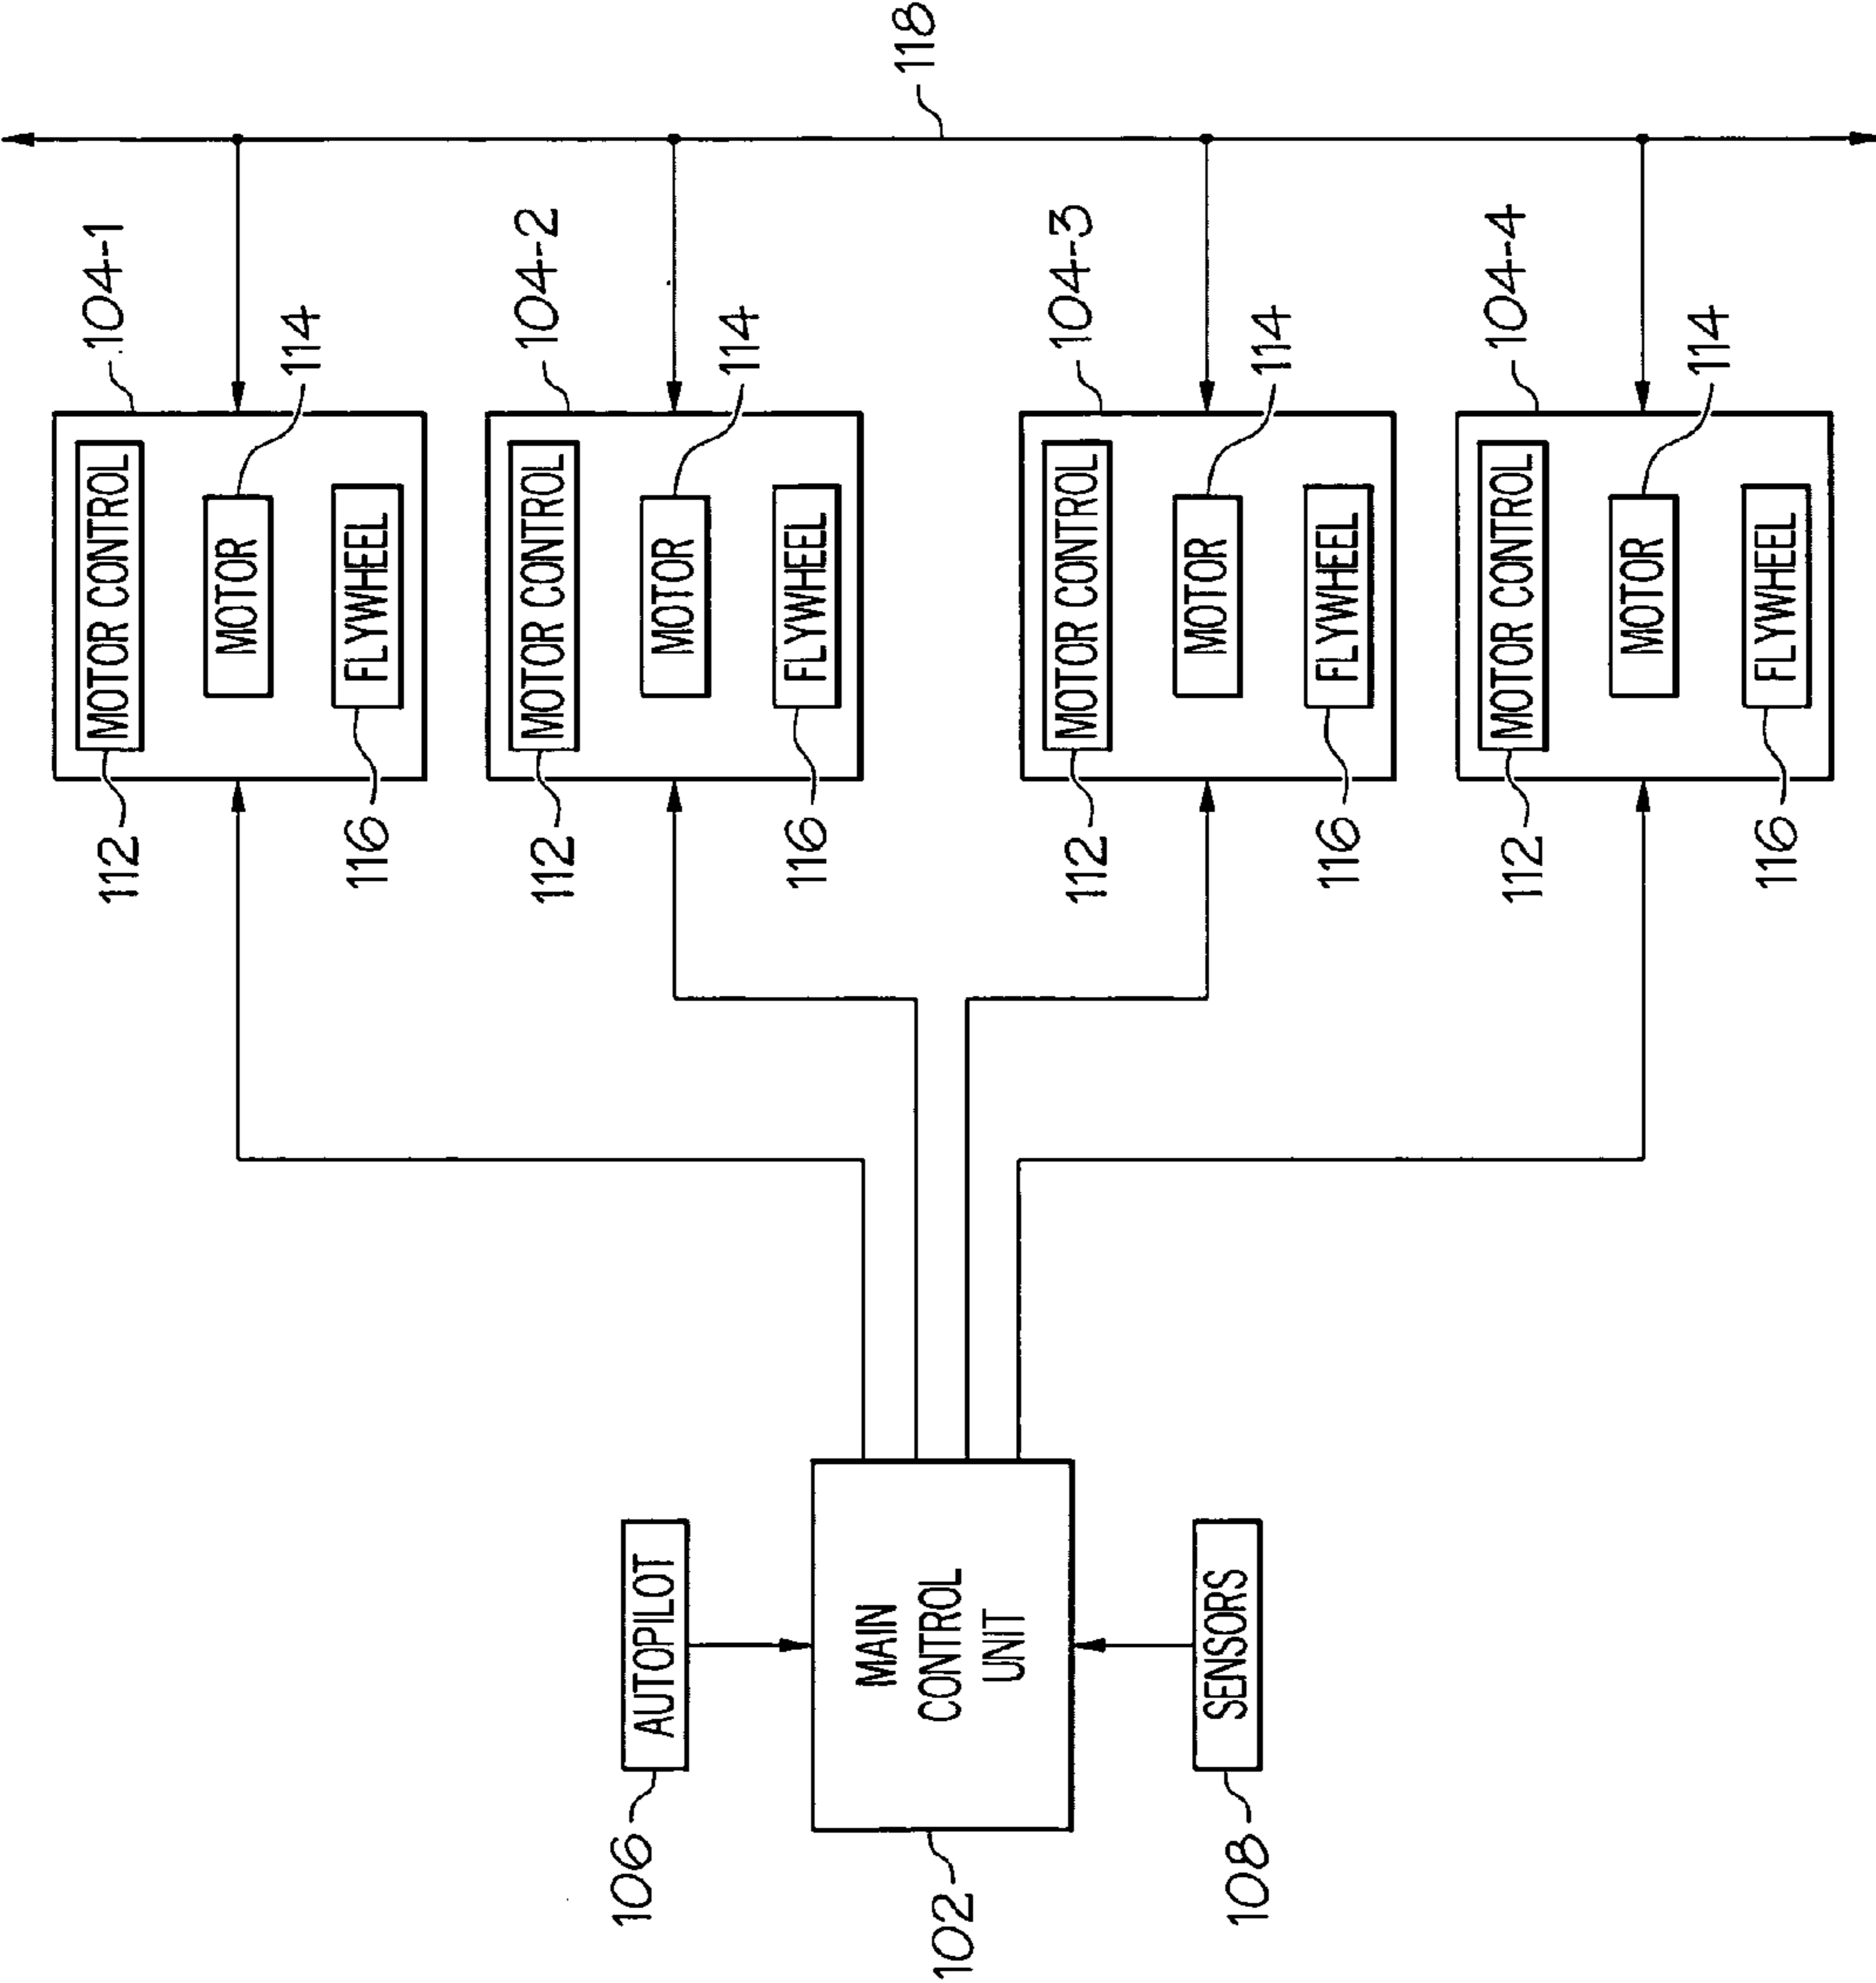 106
AUTOPILOT
102
MAIN
CONTROL
UNIT
108
SENSORS
104-1
112
MOTOR CONTROL
MOTOR
114
116
FLYWHEEL
104-2
112
MOTOR CONTROL
MOTOR
114
116
FLYWHEEL
104-3
112
MOTOR CONTROL
MOTOR
114
116
FLYWHEEL
104-4
112
MOTOR CONTROL
MOTOR
114
116
FLYWHEEL
118